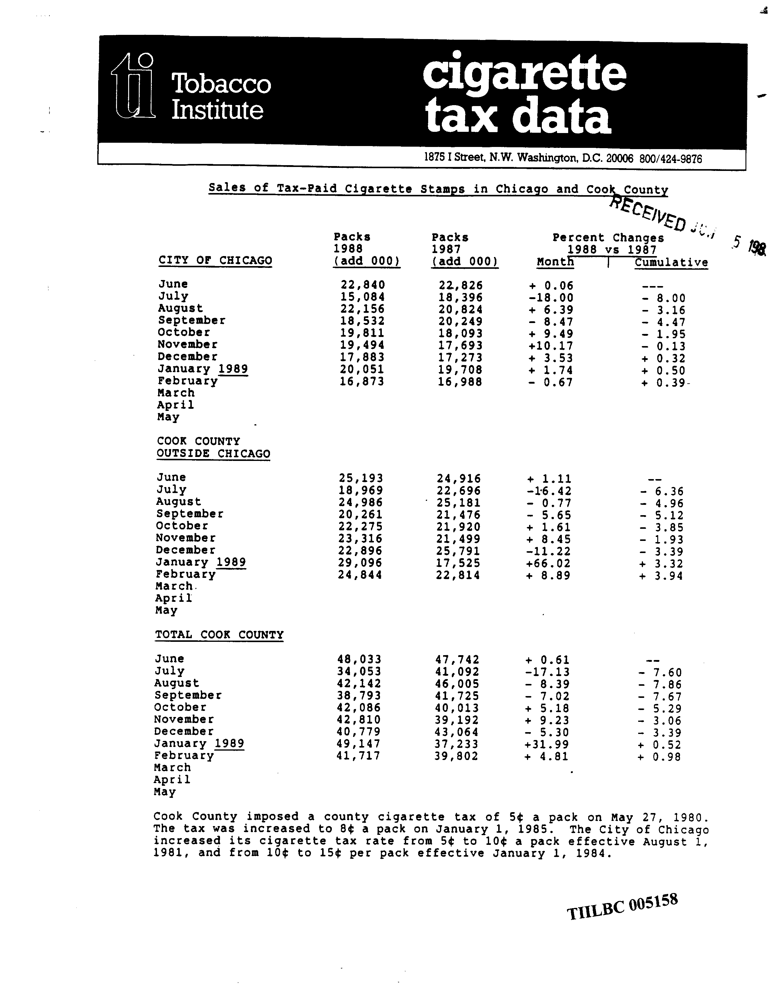 ti Tobacco Institute
cigarette tax data
1875 I Street, N.W. Washington, D.C. 20006 800/424-9876
Sales of Tax-Paid Cigarette Stamps in Chicago and Cook County
RECEIVED 5 198
Packs Packs Percent Changes
1988 1987 1988 vs 1987
CITY OF CHICAGO (add 000) (add 000) Month | Cumulative
June 22,840 22,826 + 0.06 ---
July 15,084 18,396 -18.00 - 8.00
August 22,156 20,824 + 6.39 - 3.16
September 18,532 20,249 - 8.47 - 4.47
October 19,811 18,093 + 9.49 - 1.95
November 19,494 17,693 +10.17 - 0.13
December 17,883 17,273 + 3.53 + 0.32
January 1989 20,051 19,708 + 1.74 + 0.50
February 16,873 16,988 - 0.67 + 0.39
March
April
May
COOK COUNTY
OUTSIDE CHICAGO
June 25,193 24,916 + 1.11 --
July 18,969 22,696 -16.42 - 6.36
August 24,986 25,181 - 0.77 - 4.96
September 20,261 21,476 - 5.65 - 5.12
October 22,275 21,920 + 1.61 - 3.85
November 23,316 21,499 + 8.45 - 1.93
December 22,896 25,791 -11.22 - 3.39
January 1989 29,096 17,525 +66.02 + 3.32
February 24,844 22,814 + 8.89 + 3.94
March
April
May
TOTAL COOK COUNTY
June 48,033 47,742 + 0.61 --
July 34,053 41,092 -17.13 - 7.60
August 42,142 46,005 - 8.39 - 7.86
September 38,793 41,725 - 7.02 - 7.67
October 42,086 40,013 + 5.18 - 5.29
November 42,810 39,192 + 9.23 - 3.06
December 40,779 43,064 - 5.30 - 3.39
January 1989 49,147 37,233 +31.99 + 0.52
February 41,717 39,802 + 4.81 + 0.98
March
April
May
Cook County imposed a county cigarette tax of 5¢ a pack on May 27, 1980.
The tax was increased to 8¢ a pack on January 1, 1985. The City of Chicago
increased its cigarette tax rate from 5¢ to 10¢ a pack effective August 1,
1981, and from 10¢ to 15¢ per pack effective January 1, 1984.
TIILBC 005158